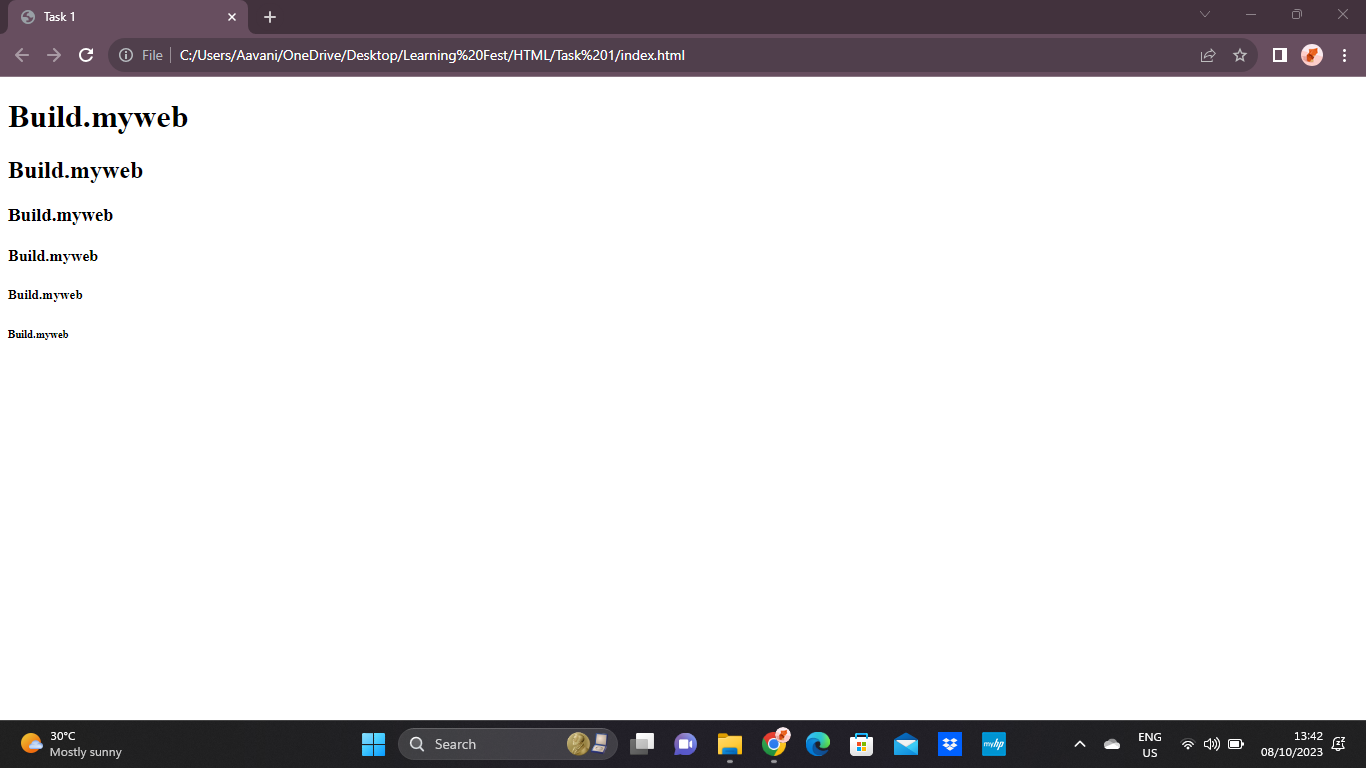 Task 1
File C:/Users/Aavani/OneDrive/Desktop/Learning%20Fest/HTML/Task%201/index.html
Build.myweb
Build.myweb
Build.myweb
Build.myweb
Build.myweb
Build.myweb
30°C
Mostly sunny
Search
myhp
ENG
US
13:42
08/10/2023